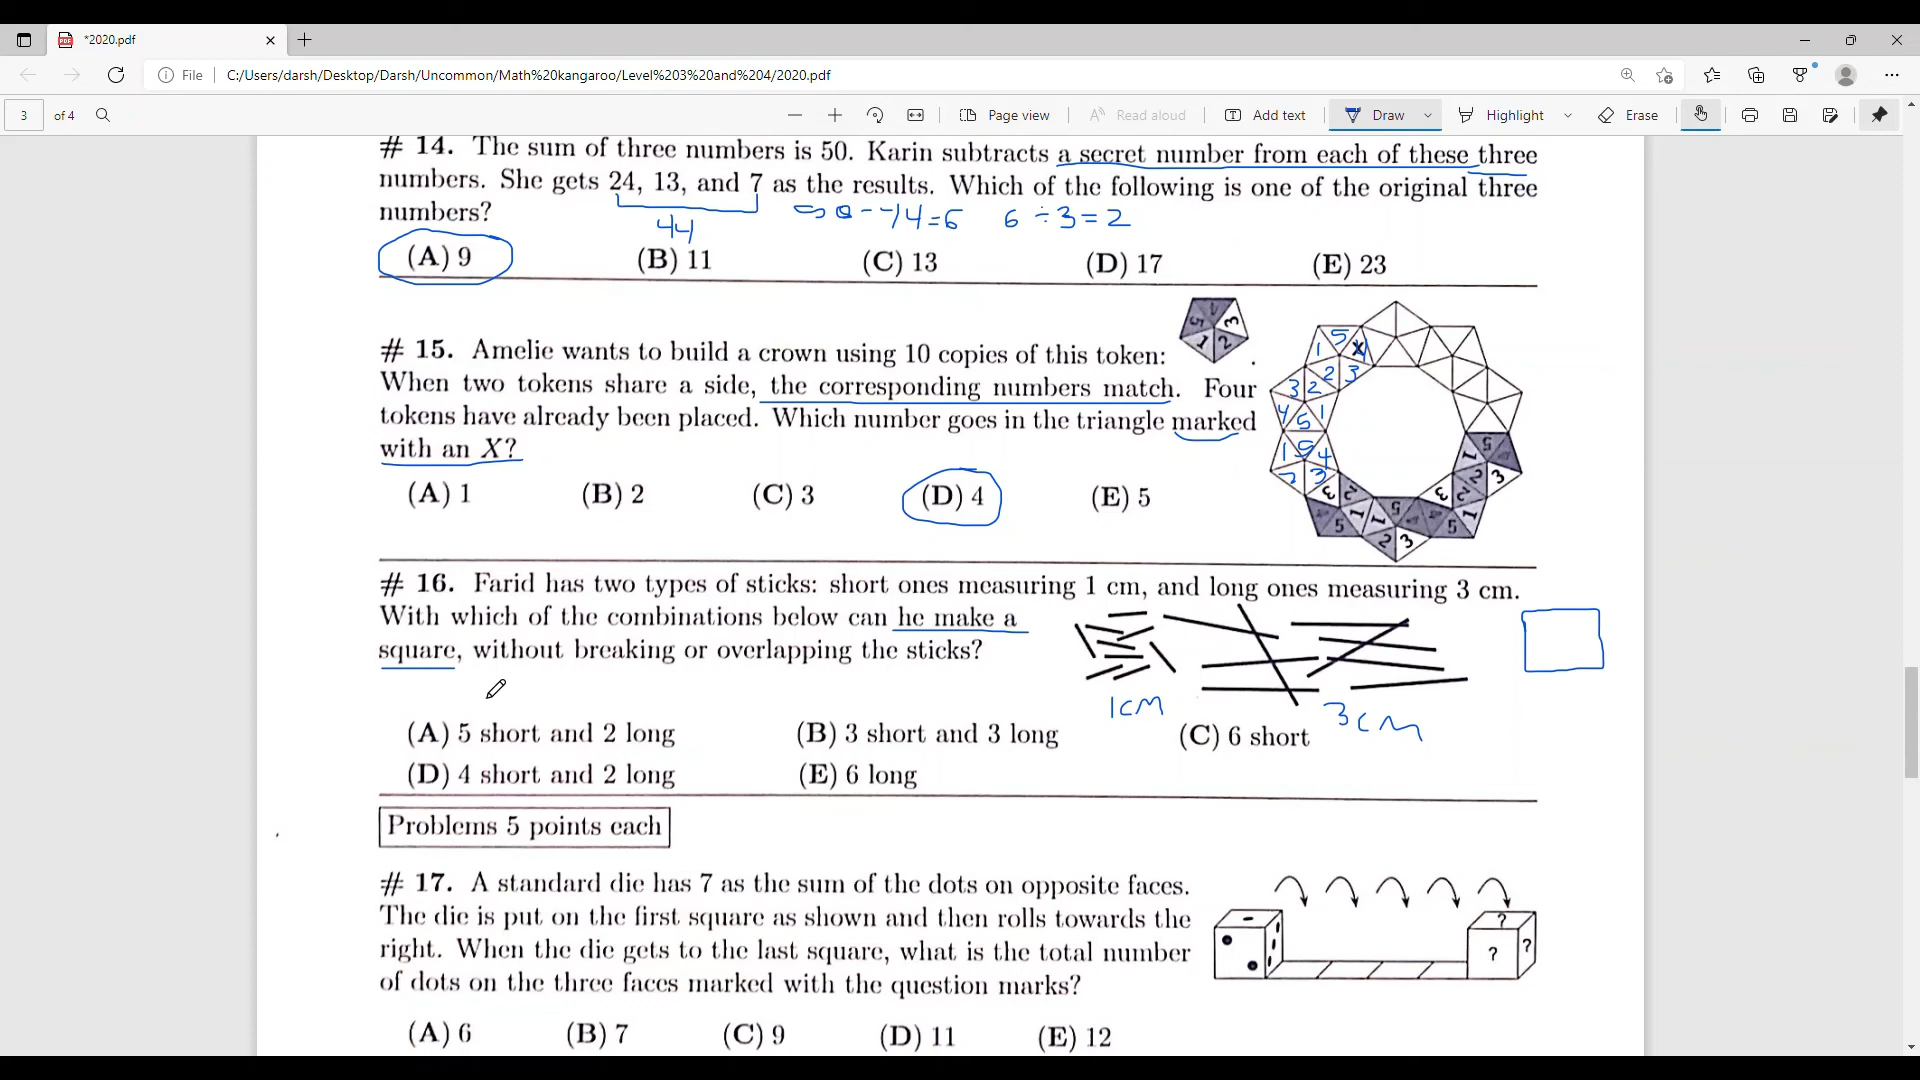 *2020.pdf
File C:/Users/darsh/Desktop/Darsh/Uncommon/Math%20kangaroo/Level%203%20and%204/2020.pdf
3 of 4 Page view Read aloud Add text Draw Highlight Erase
# 14. The sum of three numbers is 50. Karin subtracts a secret number from each of these three
numbers. She gets 24, 13, and 7 as the results. Which of the following is one of the original three
numbers?
44
6 ÷ 3 = 2
(A) 9 (B) 11 (C) 13 (D) 17 (E) 23
# 15. Amelie wants to build a crown using 10 copies of this token:
5 4 3 1 2
When two tokens share a side, the corresponding numbers match. Four
tokens have already been placed. Which number goes in the triangle marked
with an X?
(A) 1 (B) 2 (C) 3 (D) 4 (E) 5
# 16. Farid has two types of sticks: short ones measuring 1 cm, and long ones measuring 3 cm.
With which of the combinations below can he make a
square, without breaking or overlapping the sticks?
1CM 3CM
(A) 5 short and 2 long (B) 3 short and 3 long (C) 6 short
(D) 4 short and 2 long (E) 6 long
Problems 5 points each
# 17. A standard die has 7 as the sum of the dots on opposite faces.
The die is put on the first square as shown and then rolls towards the
right. When the die gets to the last square, what is the total number
of dots on the three faces marked with the question marks?
? ? ?
(A) 6 (B) 7 (C) 9 (D) 11 (E) 12